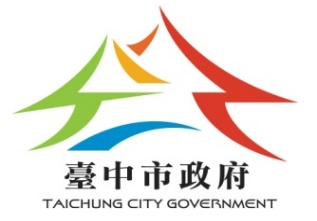 臺中市政府
TAICHUNG CITY GOVERNMENT